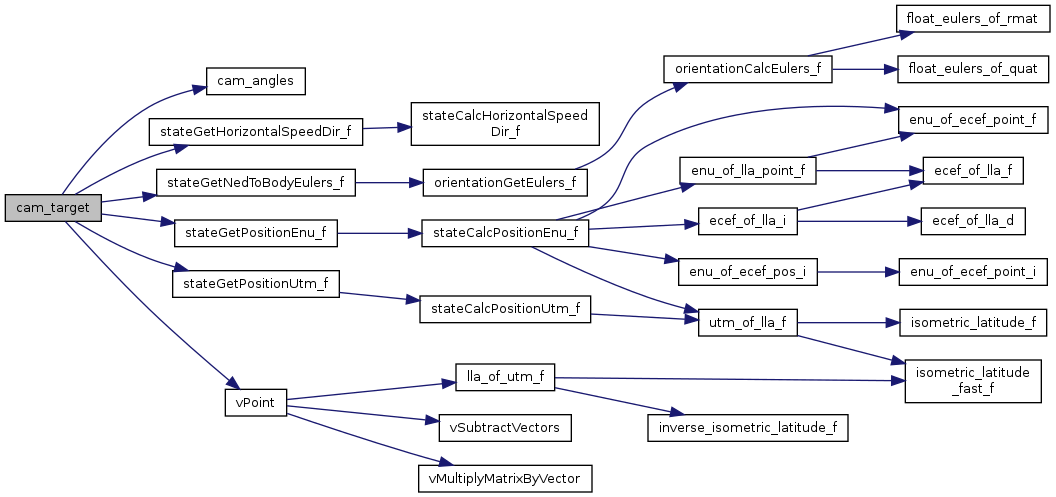 cam_target
cam_angles
stateGetHorizontalSpeedDir_f
stateGetNedToBodyEulers_f
stateGetPositionEnu_f
stateGetPositionUtm_f
vPoint
stateCalcHorizontalSpeed
Dir_f
orientationGetEulers_f
stateCalcPositionEnu_f
stateCalcPositionUtm_f
lla_of_utm_f
vSubtractVectors
vMultiplyMatrixByVector
orientationCalcEulers_f
enu_of_lla_point_f
ecef_of_lla_i
enu_of_ecef_pos_i
utm_of_lla_f
inverse_isometric_latitude_f
float_eulers_of_rmat
float_eulers_of_quat
enu_of_ecef_point_f
ecef_of_lla_f
ecef_of_lla_d
enu_of_ecef_point_i
isometric_latitude_f
isometric_latitude
_fast_f